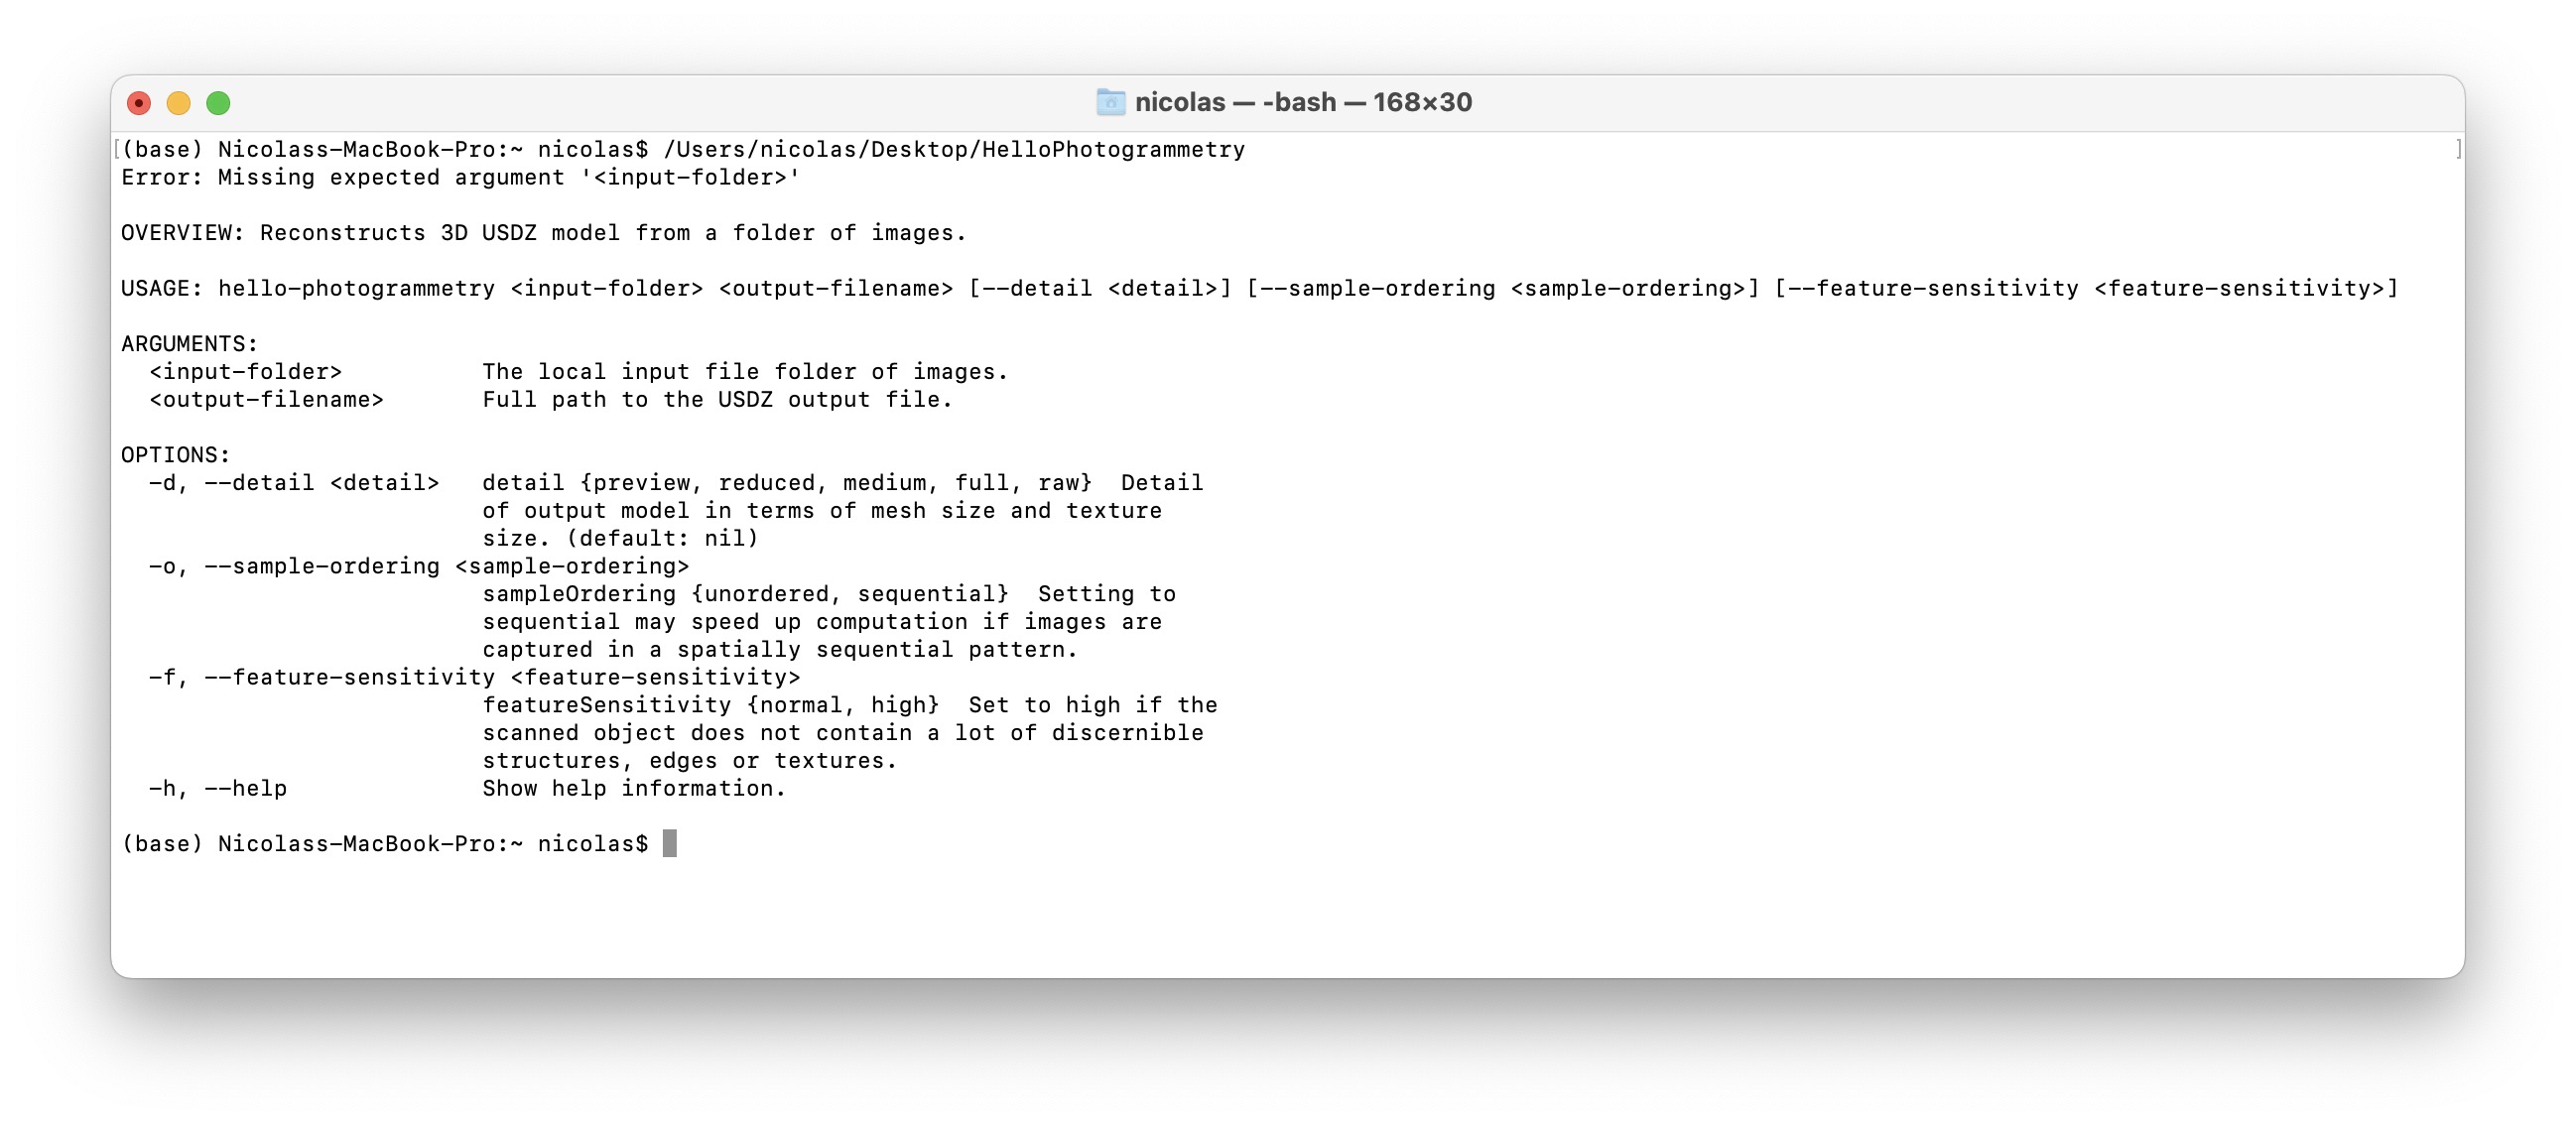 nicolas — -bash — 168×30
[(base) Nicolass-MacBook-Pro:~ nicolas$ /Users/nicolas/Desktop/HelloPhotogrammetry ]
Error: Missing expected argument '<input-folder>'
OVERVIEW: Reconstructs 3D USDZ model from a folder of images.
USAGE: hello-photogrammetry <input-folder> <output-filename> [--detail <detail>] [--sample-ordering <sample-ordering>] [--feature-sensitivity <feature-sensitivity>]
ARGUMENTS:
  <input-folder>          The local input file folder of images.
  <output-filename>       Full path to the USDZ output file.
OPTIONS:
  -d, --detail <detail>   detail {preview, reduced, medium, full, raw}  Detail
                          of output model in terms of mesh size and texture
                          size. (default: nil)
  -o, --sample-ordering <sample-ordering>
                          sampleOrdering {unordered, sequential}  Setting to
                          sequential may speed up computation if images are
                          captured in a spatially sequential pattern.
  -f, --feature-sensitivity <feature-sensitivity>
                          featureSensitivity {normal, high}  Set to high if the
                          scanned object does not contain a lot of discernible
                          structures, edges or textures.
  -h, --help              Show help information.
(base) Nicolass-MacBook-Pro:~ nicolas$